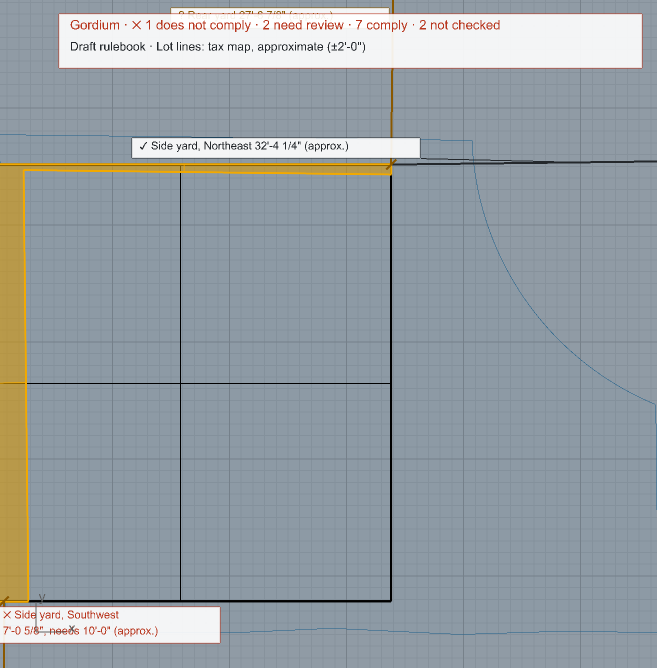 Gordium · ✕ 1 does not comply · 2 need review · 7 comply · 2 not checked
Draft rulebook · Lot lines: tax map, approximate (±2'-0")
✓ Side yard, Northeast 32'-4 1/4" (approx.)
Y
✕ Side yard, Southwest
7'-0 5/8", needs 10'-0" (approx.)
X